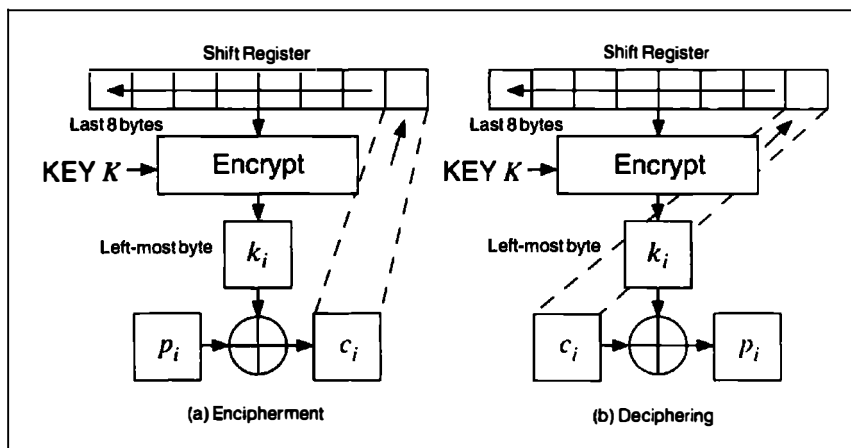 Shift Register
Last 8 bytes
KEY K
Encrypt
Left-most byte
k_i
p_i
c_i
(a) Encipherment
Shift Register
Last 8 bytes
KEY K
Encrypt
Left-most byte
k_i
c_i
p_i
(b) Deciphering